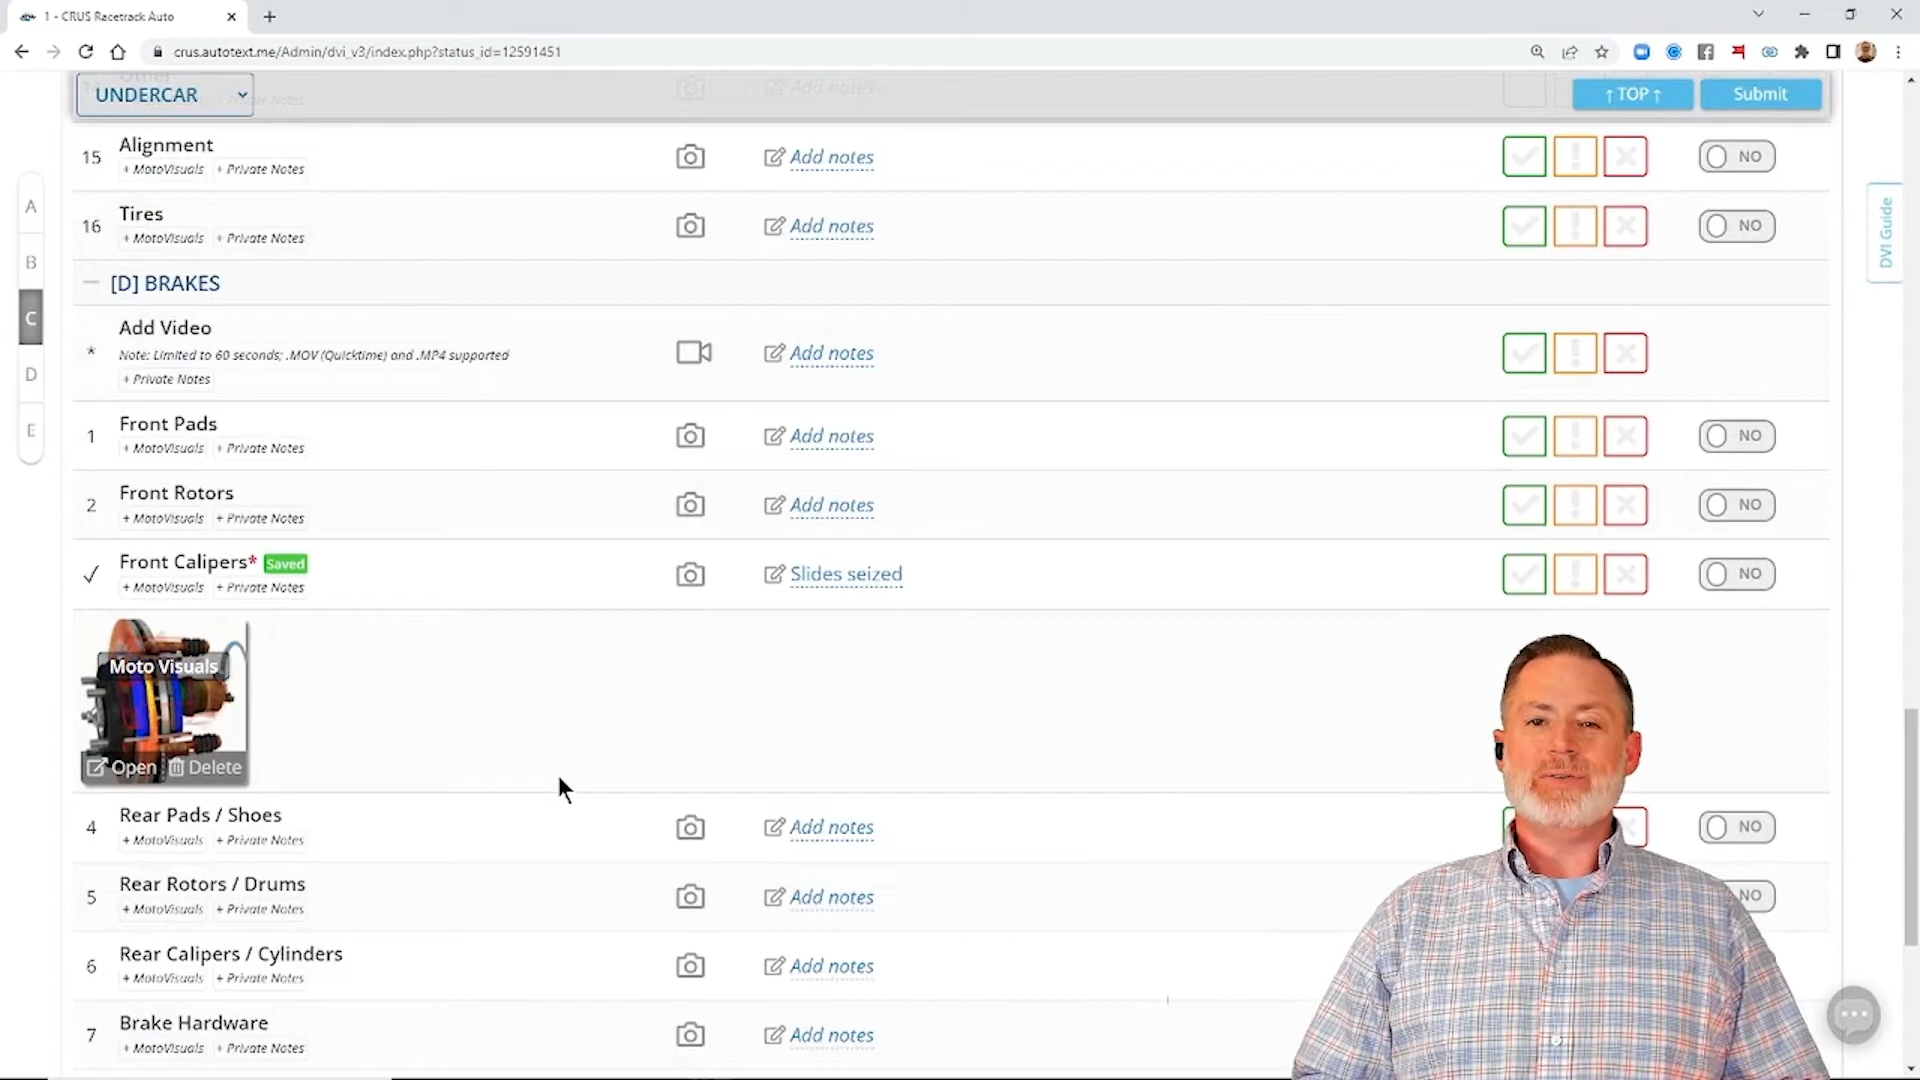 1 - CRUS Racetrack Auto
crus.autotext.me/Admin/dvi_v3/index.php?status_id=12591451
Other
+ Private Notes
Add notes
UNDERCAR
↑ TOP ↑
Submit
15 Alignment Add notes NO
+ MotoVisuals + Private Notes
16 Tires Add notes NO
+ MotoVisuals + Private Notes
[D] BRAKES
* Add Video Add notes
Note: Limited to 60 seconds; .MOV (Quicktime) and .MP4 supported
+ Private Notes
1 Front Pads Add notes NO
+ MotoVisuals + Private Notes
2 Front Rotors Add notes NO
+ MotoVisuals + Private Notes
Front Calipers* Saved Slides seized NO
+ MotoVisuals + Private Notes
Moto Visuals
Open Delete
4 Rear Pads / Shoes Add notes NO
+ MotoVisuals + Private Notes
5 Rear Rotors / Drums Add notes NO
+ MotoVisuals + Private Notes
6 Rear Calipers / Cylinders Add notes
+ MotoVisuals + Private Notes
7 Brake Hardware Add notes
+ MotoVisuals + Private Notes
A
B
C
D
E
DVI Guide